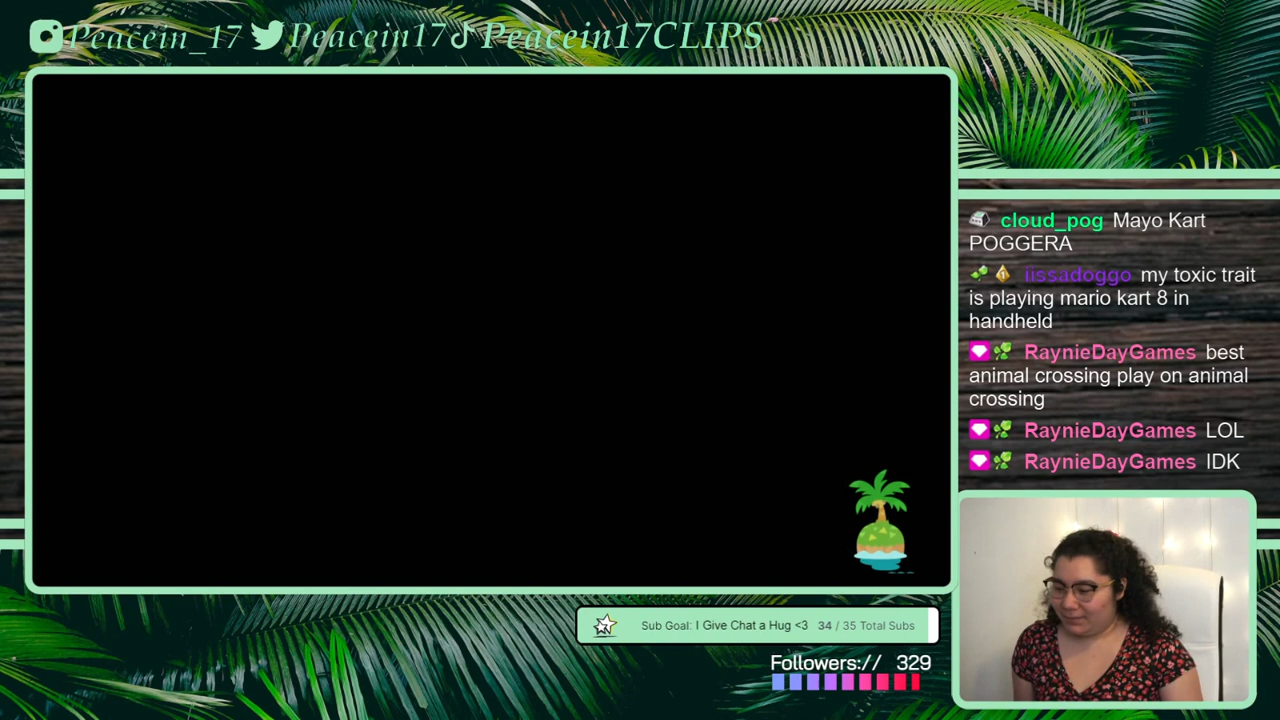 Peacein_17 Peacein17 Peacein17CLIPS
cloud_pog Mayo Kart
POGGERA
iissadoggo my toxic trait
is playing mario kart 8 in
handheld
RaynieDayGames best
animal crossing play on animal
crossing
RaynieDayGames LOL
RaynieDayGames IDK
Sub Goal: I Give Chat a Hug <3 34 / 35 Total Subs
Followers:// 329